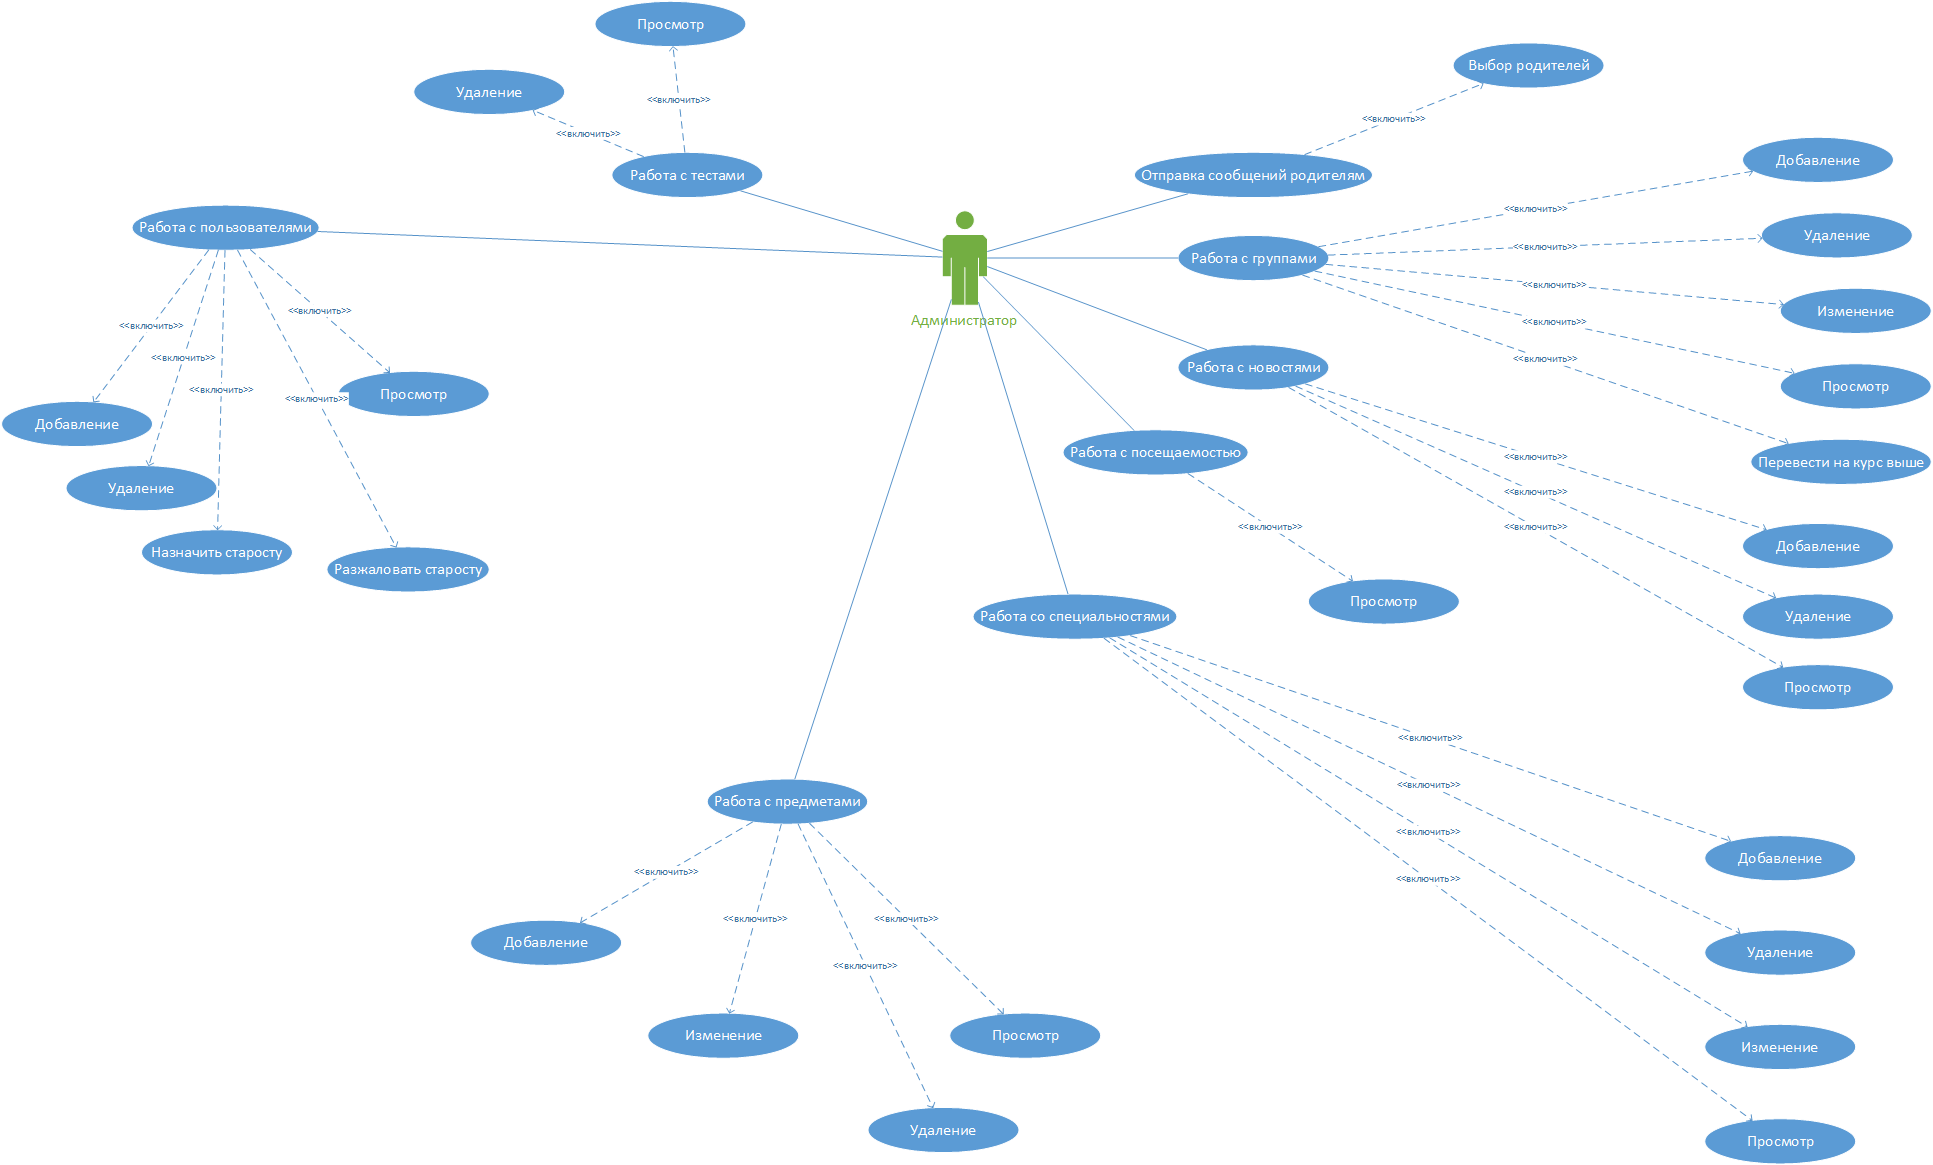 Просмотр
Выбор родителей
Удаление
<<включить>>
<<включить>>
<<включить>>
Добавление
Работа с тестами
Отправка сообщений родителям
<<включить>>
Работа с пользователями
Удаление
<<включить>>
Работа с группами
<<включить>>
<<включить>>
Изменение
Администратор
<<включить>>
<<включить>>
<<включить>>
<<включить>>
Работа с новостями
Просмотр
<<включить>>
<<включить>>
Просмотр
Добавление
Работа с посещаемостью
<<включить>>
Перевести на курс выше
Удаление
<<включить>>
<<включить>>
<<включить>>
Добавление
Назначить старосту
Разжаловать старосту
Просмотр
Работа со специальностями
Удаление
Просмотр
<<включить>>
<<включить>>
Работа с предметами
<<включить>>
Добавление
<<включить>>
<<включить>>
<<включить>>
<<включить>>
Добавление
Удаление
<<включить>>
Изменение
Просмотр
Изменение
Удаление
Просмотр